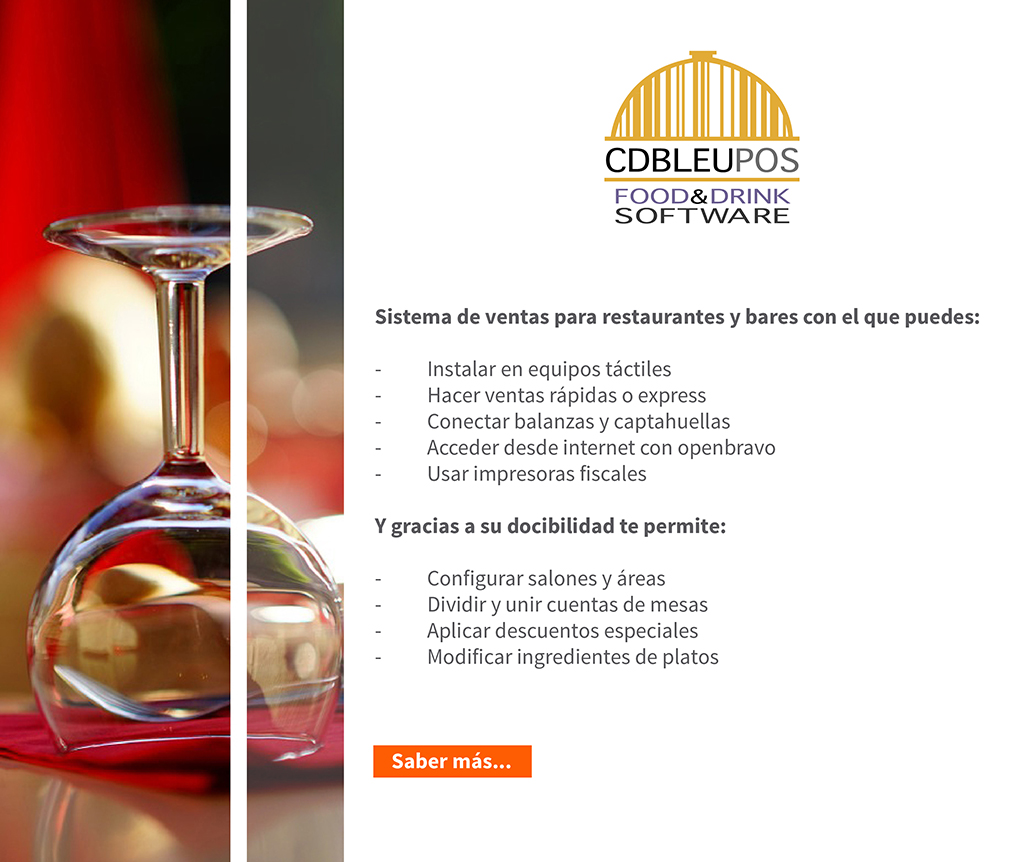 CDBLEUPOS
FOOD&DRINK
SOFTWARE
Sistema de ventas para restaurantes y bares con el que puedes:
- Instalar en equipos táctiles
- Hacer ventas rápidas o express
- Conectar balanzas y captahuellas
- Acceder desde internet con openbravo
- Usar impresoras fiscales
Y gracias a su docibilidad te permite:
- Configurar salones y áreas
- Dividir y unir cuentas de mesas
- Aplicar descuentos especiales
- Modificar ingredientes de platos
Saber más...